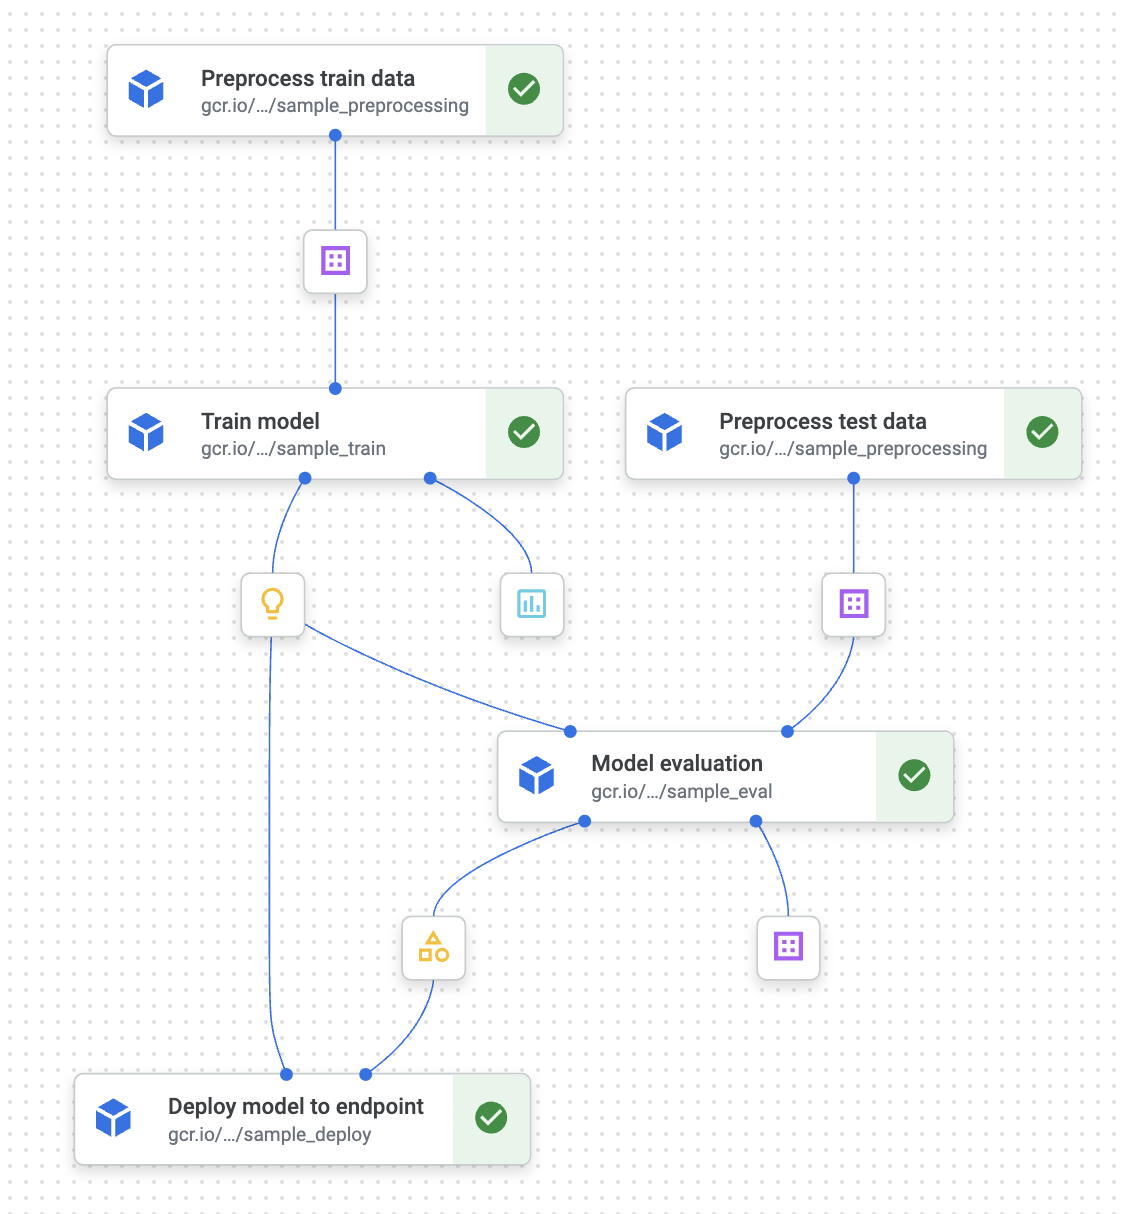 Preprocess train data
gcr.io/.../sample_preprocessing
Train model
gcr.io/.../sample_train
Preprocess test data
gcr.io/.../sample_preprocessing
Model evaluation
gcr.io/.../sample_eval
Deploy model to endpoint
gcr.io/.../sample_deploy